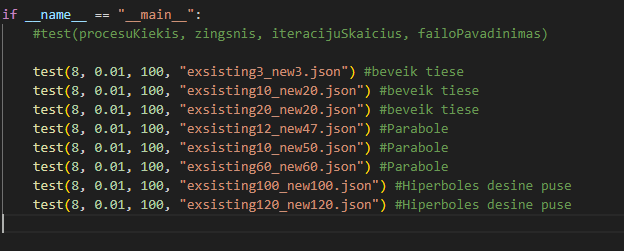 if __name__ == "__main__":
#test(procesuKiekis, zingsnis, iteracijuSkaicius, failoPavadinimas)
test(8, 0.01, 100, "exsisting3_new3.json") #beveik tiese
test(8, 0.01, 100, "exsisting10_new20.json") #beveik tiese
test(8, 0.01, 100, "exsisting20_new20.json") #beveik tiese
test(8, 0.01, 100, "exsisting12_new47.json") #Parabole
test(8, 0.01, 100, "exsisting10_new50.json") #Parabole
test(8, 0.01, 100, "exsisting60_new60.json") #Parabole
test(8, 0.01, 100, "exsisting100_new100.json") #Hiperboles desine puse
test(8, 0.01, 100, "exsisting120_new120.json") #Hiperboles desine puse